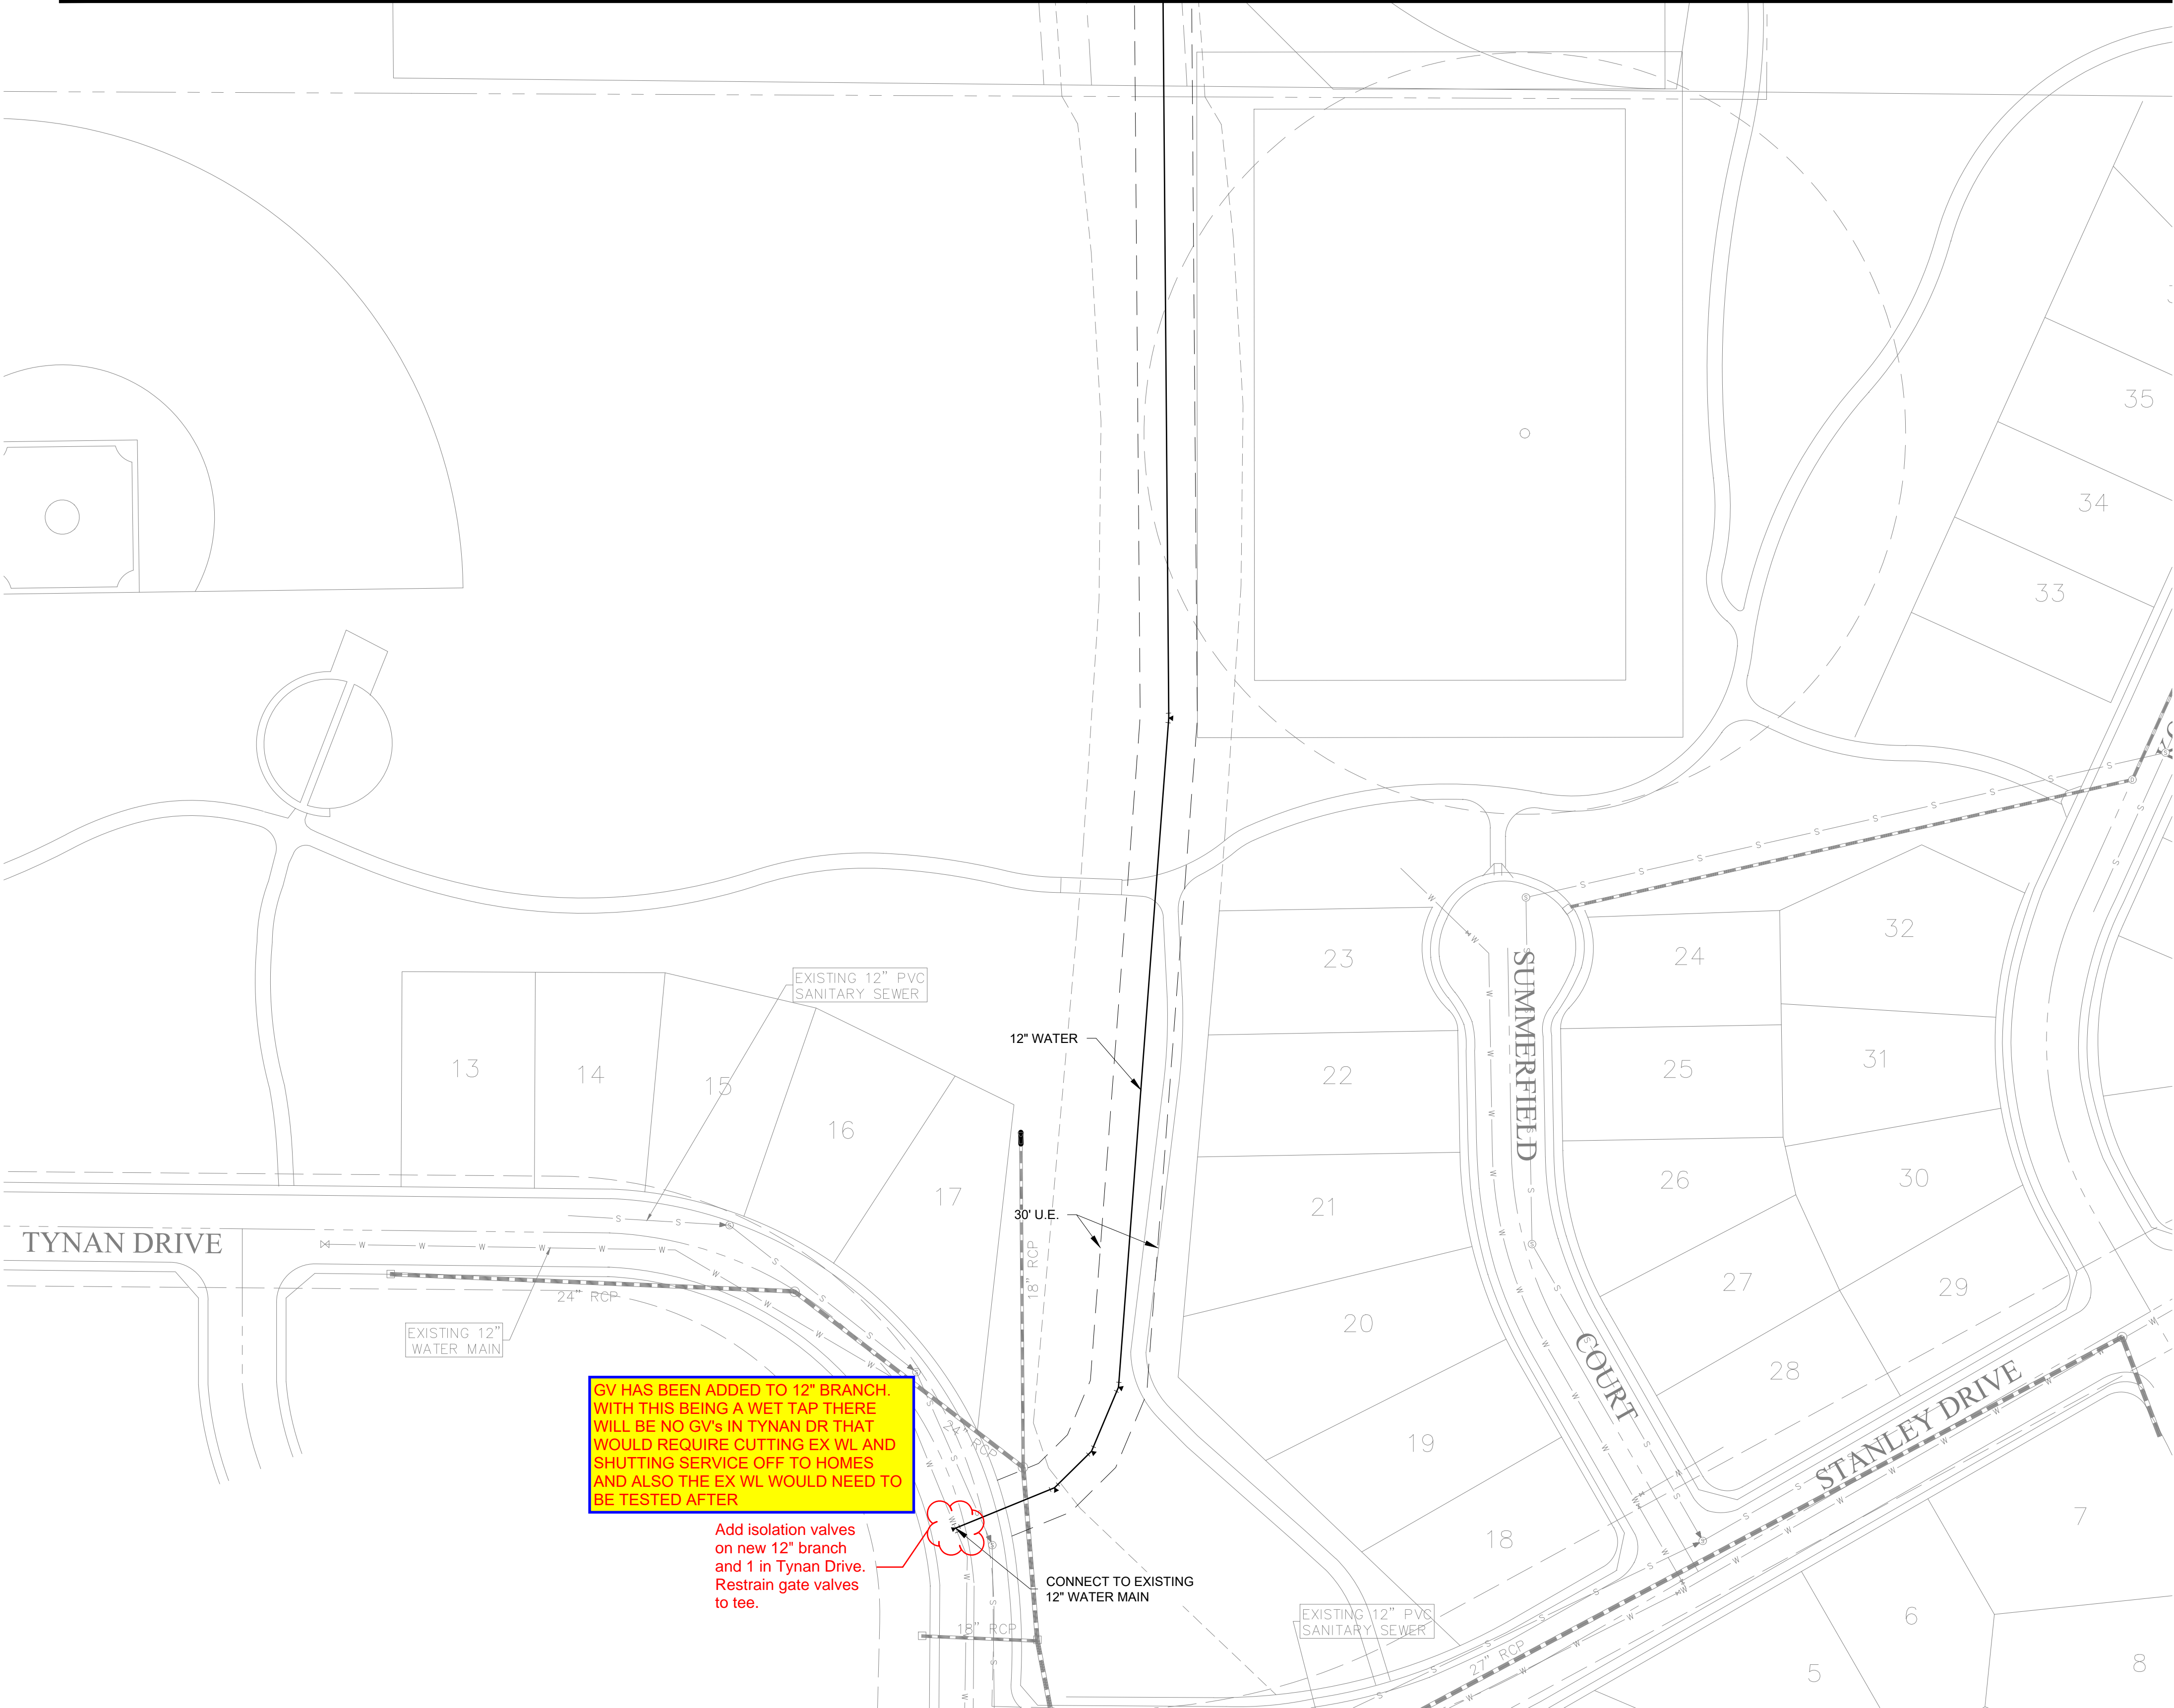 35
34
33
32
23
24
EXISTING 12" PVC
SANITARY SEWER
SUMMERFIELD
COURT
12" WATER
22
25
31
13
14
15
16
17
21
26
30
30' U.E.
18" RCP
TYNAN DRIVE
24" RCP
EXISTING 12"
WATER MAIN
20
27
29
28
19
18
STANLEY DRIVE
GV HAS BEEN ADDED TO 12" BRANCH.
WITH THIS BEING A WET TAP THERE
WILL BE NO GV's IN TYNAN DR THAT
WOULD REQUIRE CUTTING EX WL AND
SHUTTING SERVICE OFF TO HOMES
AND ALSO THE EX WL WOULD NEED TO
BE TESTED AFTER
24" RCP
Add isolation valves
on new 12" branch
and 1 in Tynan Drive.
Restrain gate valves
to tee.
CONNECT TO EXISTING
12" WATER MAIN
18" RCP
EXISTING 12" PVC
SANITARY SEWER
27" RCP
7
6
5
8